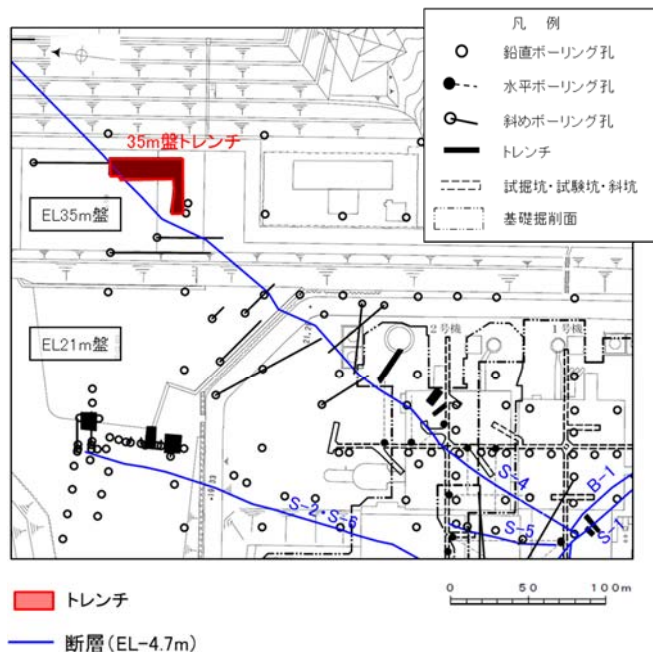 凡 例
鉛直ボーリング孔
水平ボーリング孔
斜めボーリング孔
トレンチ
試掘坑・試験坑・斜坑
基礎掘削面
N
35m盤トレンチ
EL35m盤
EL21m盤
2号機
1号機
S-4
B-1
S-2・S-6
S-5
S-1
トレンチ
断層(EL-4.7m)
0 50 100m